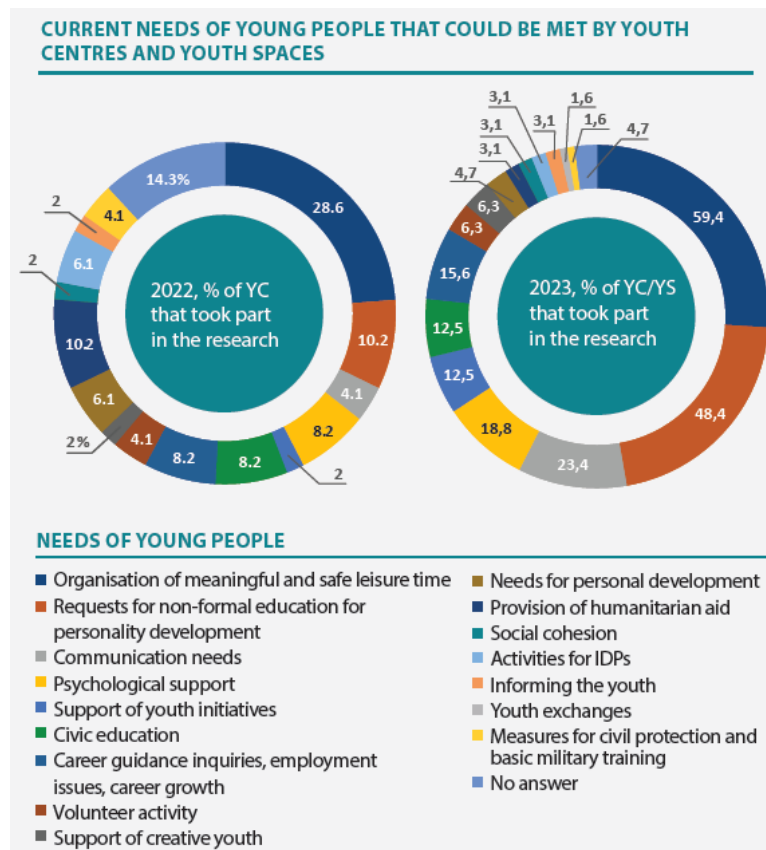 CURRENT NEEDS OF YOUNG PEOPLE THAT COULD BE MET BY YOUTH
CENTRES AND YOUTH SPACES
14.3%
28.6
10.2
4.1
8.2
2
8.2
8.2
4.1
2%
6.1
10.2
2
6.1
2
4.1
2022, % of YC
that took part
in the research
59,4
48,4
23,4
18,8
12,5
12,5
15,6
6,3
6,3
4,7
3,1
3,1
3,1
3,1
1,6
1,6
4,7
2023, % of YC/YS
that took part
in the research
NEEDS OF YOUNG PEOPLE
Organisation of meaningful and safe leisure time
Requests for non-formal education for
personality development
Communication needs
Psychological support
Support of youth initiatives
Civic education
Career guidance inquiries, employment
issues, career growth
Volunteer activity
Support of creative youth
Needs for personal development
Provision of humanitarian aid
Social cohesion
Activities for IDPs
Informing the youth
Youth exchanges
Measures for civil protection and
basic military training
No answer